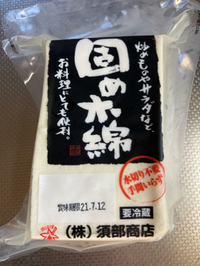 炒めものやサラダなど、
固め木綿
お料理にとても便利。
水切り不要
手間いらず
賞味期限21.7.12
要冷蔵
(株)須部商店